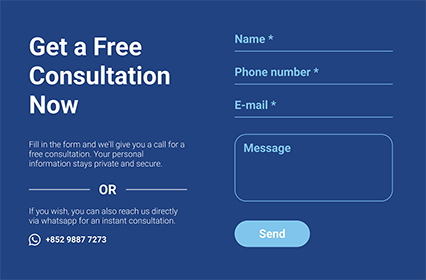 Get a Free
Consultation
Now
Fill in the form and we'll give you a call for a
free consultation. Your personal
information stays private and secure.
OR
If you wish, you can also reach us directly
via whatsapp for an instant consultation.
+852 9887 7273
Name *
Phone number *
E-mail *
Message
Send